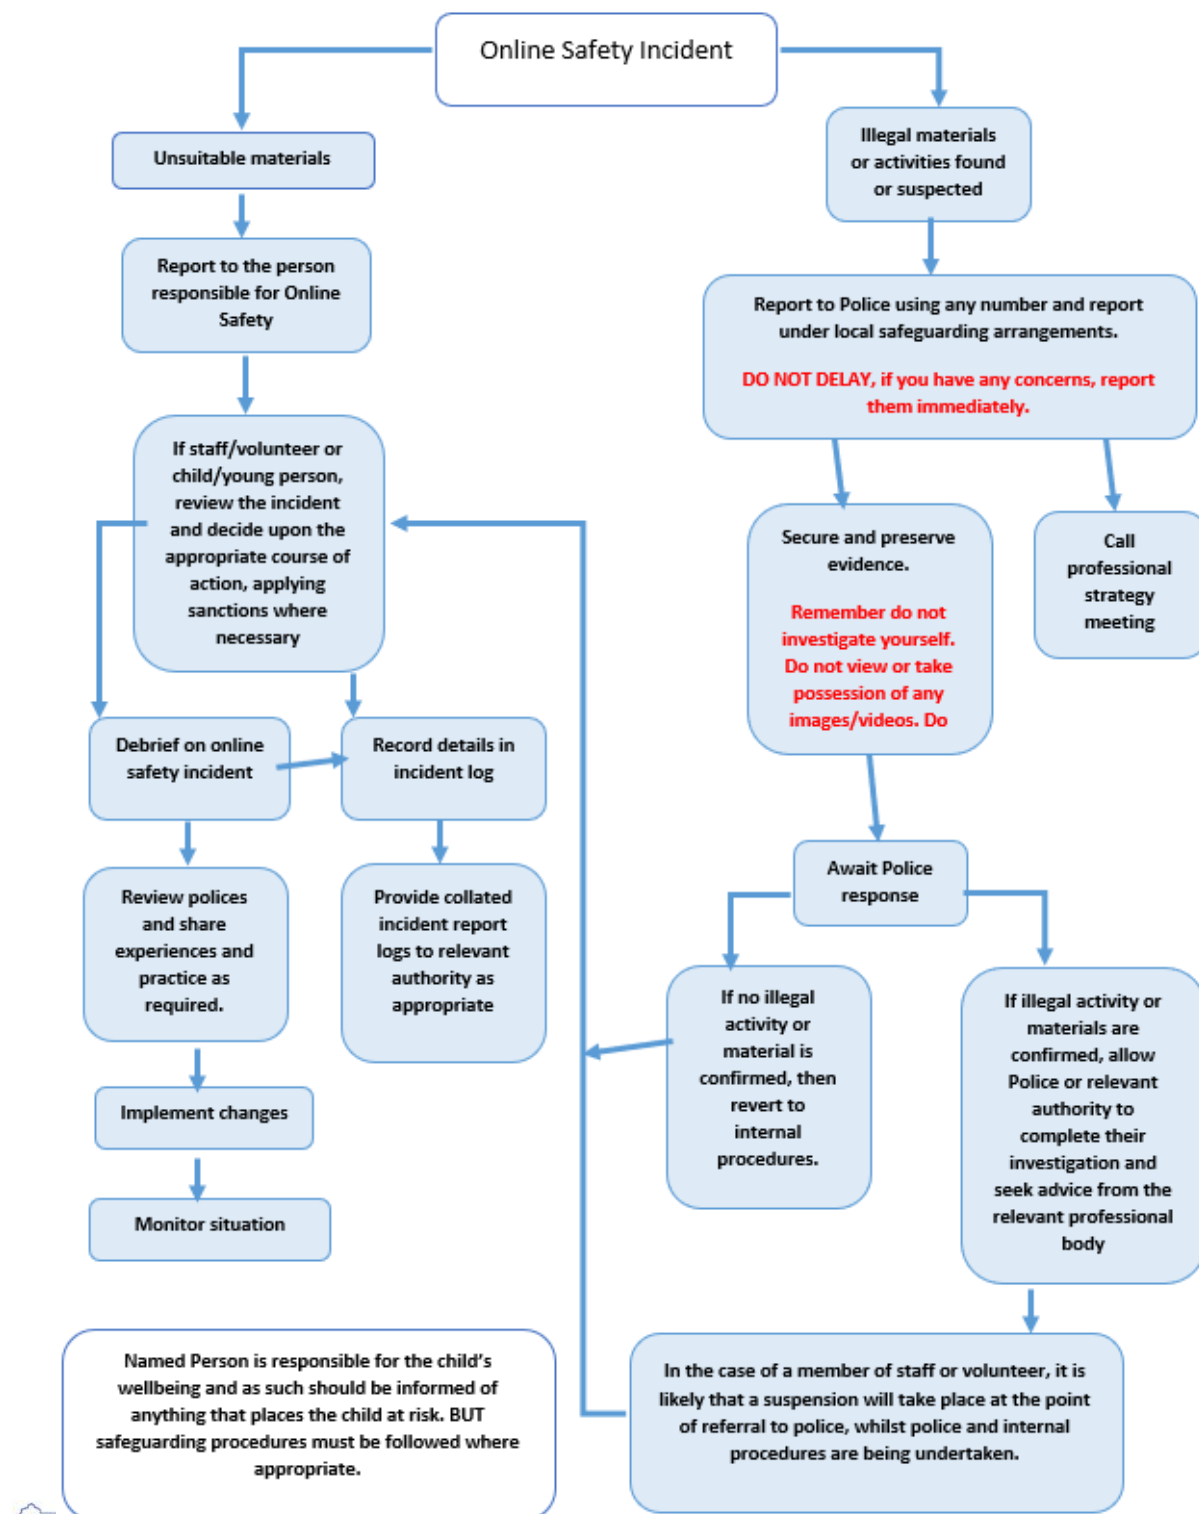 Online Safety Incident
Unsuitable materials
Report to the person
responsible for Online
Safety
If staff/volunteer or
child/young person,
review the incident
and decide upon the
appropriate course of
action, applying
sanctions where
necessary
Debrief on online
safety incident
Record details in
incident log
Review polices
and share
experiences and
practice as
required.
Provide collated
incident report
logs to relevant
authority as
appropriate
Implement changes
Monitor situation
Illegal materials
or activities found
or suspected
Report to Police using any number and report
under local safeguarding arrangements.
DO NOT DELAY, if you have any concerns, report
them immediately.
Secure and preserve
evidence.
Remember do not
investigate yourself.
Do not view or take
possession of any
images/videos. Do
Call
professional
strategy
meeting
Await Police
response
If no illegal
activity or
material is
confirmed, then
revert to
internal
procedures.
If illegal activity or
materials are
confirmed, allow
Police or relevant
authority to
complete their
investigation and
seek advice from the
relevant professional
body
In the case of a member of staff or volunteer, it is
likely that a suspension will take place at the point
of referral to police, whilst police and internal
procedures are being undertaken.
Named Person is responsible for the child's
wellbeing and as such should be informed of
anything that places the child at risk. BUT
safeguarding procedures must be followed where
appropriate.